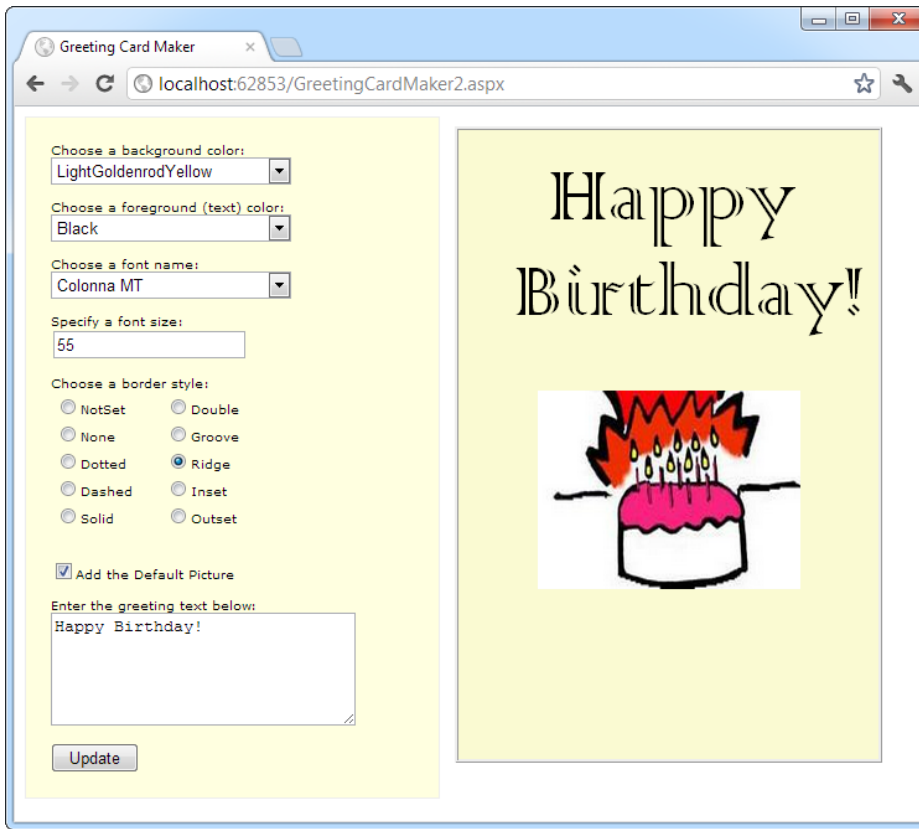 Greeting Card Maker
localhost:62853/GreetingCardMaker2.aspx
Choose a background color:
LightGoldenrodYellow
Choose a foreground (text) color:
Black
Choose a font name:
Colonna MT
Specify a font size:
55
Choose a border style:
NotSet Double
None Groove
Dotted Ridge
Dashed Inset
Solid Outset
Add the Default Picture
Enter the greeting text below:
Happy Birthday!
Update
Happy
Birthday!